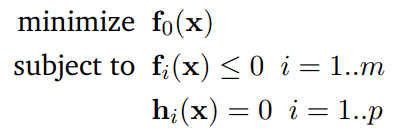 minimize f₀(x)
subject to fᵢ(x) ≤ 0 i = 1..m
hᵢ(x) = 0 i = 1..p